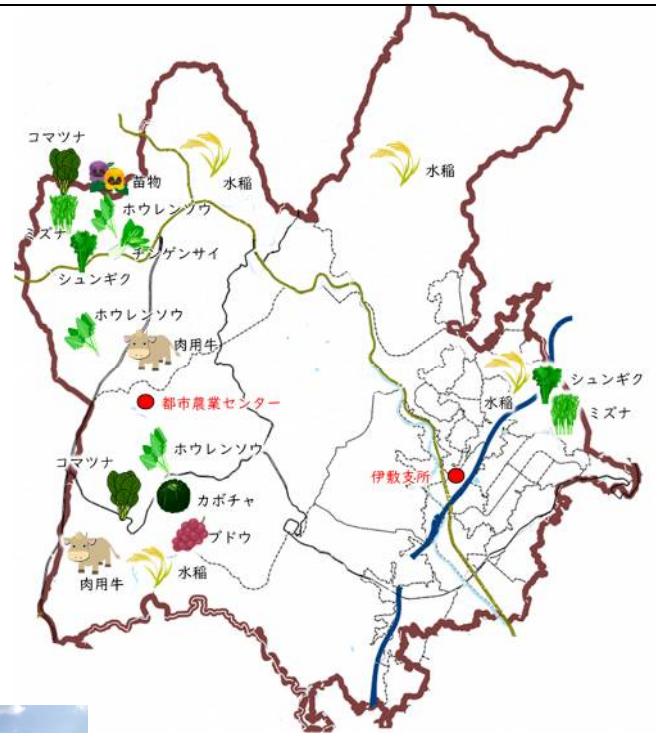 コマツナ
苗物
水稲
水稲
ミズナ
ホウレンソウ
チンゲンサイ
シュンギク
ホウレンソウ
肉用牛
水稲
シュンギク
ミズナ
都市農業センター
ホウレンソウ
コマツナ
カボチャ
伊敷支所
ブドウ
肉用牛
水稲